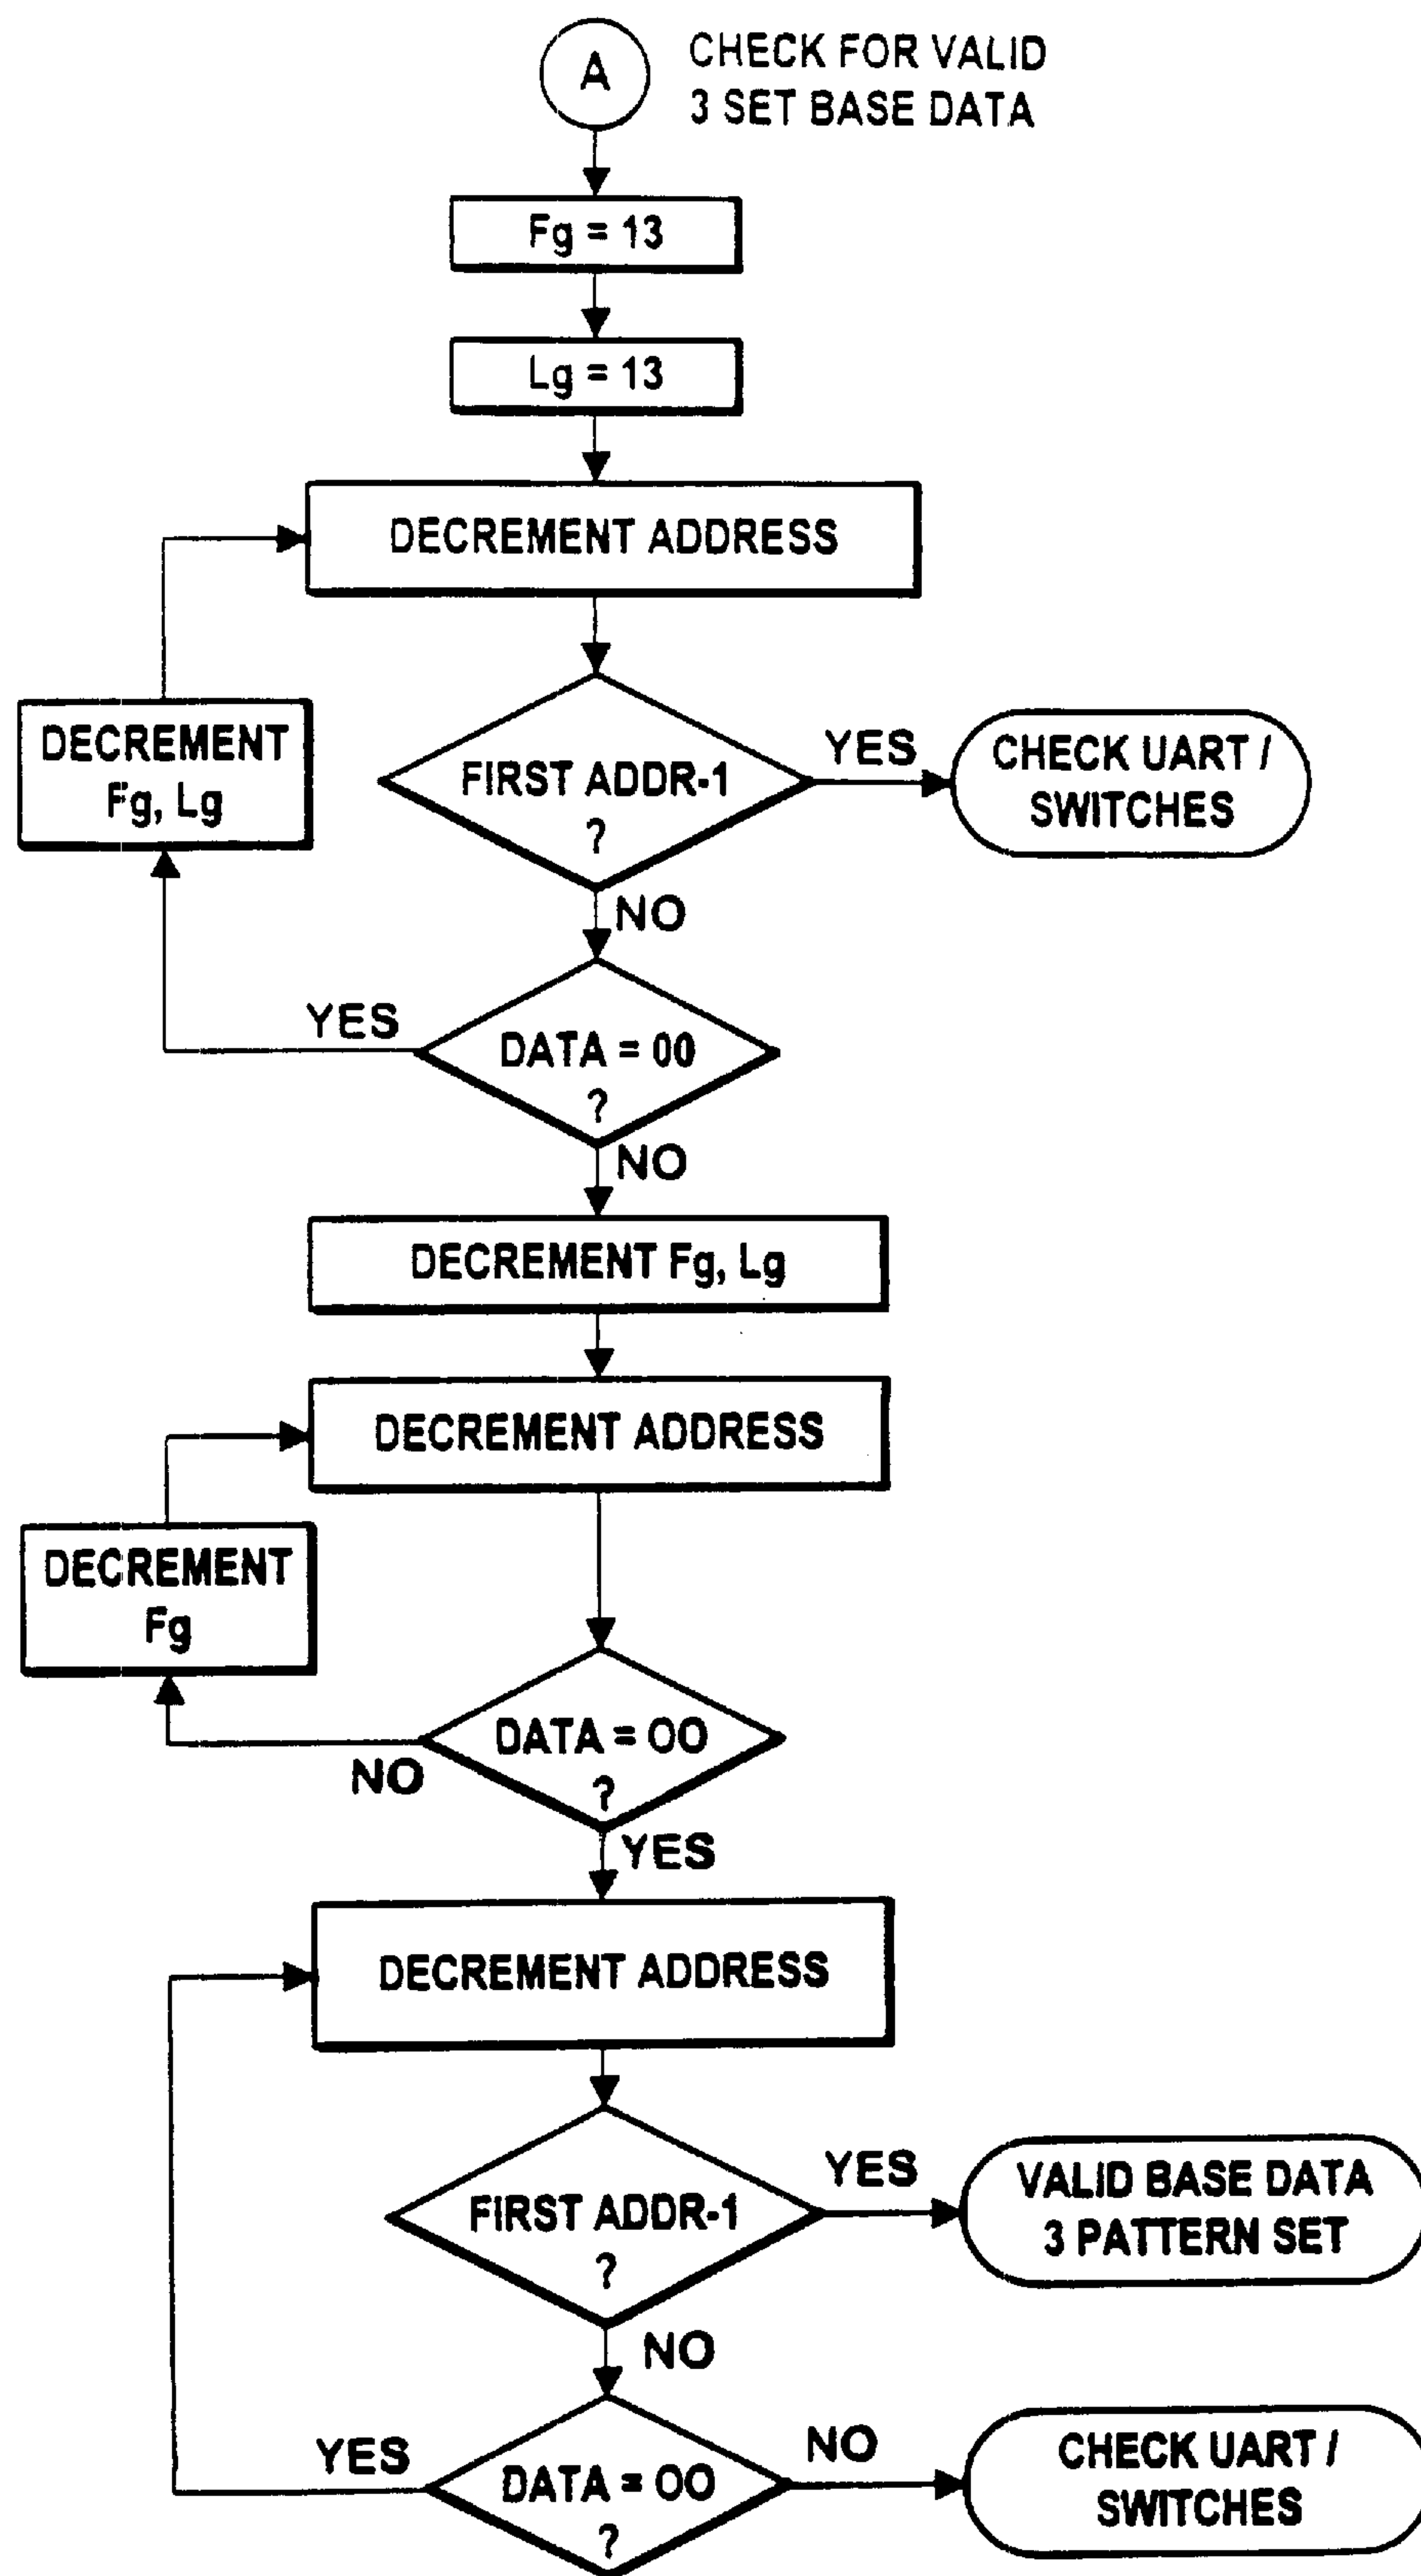 A
CHECK FOR VALID
3 SET BASE DATA
Fg = 13
Lg = 13
DECREMENT ADDRESS
DECREMENT
Fg, Lg
FIRST ADDR-1
?
YES
CHECK UART /
SWITCHES
NO
YES
DATA = 00
?
NO
DECREMENT Fg, Lg
DECREMENT ADDRESS
DECREMENT
Fg
DATA = OO
?
NO
YES
DECREMENT ADDRESS
FIRST ADDR-1
?
YES
VALID BASE DATA
3 PATTERN SET
NO
YES
DATA = OO
?
NO
CHECK UART /
SWITCHES